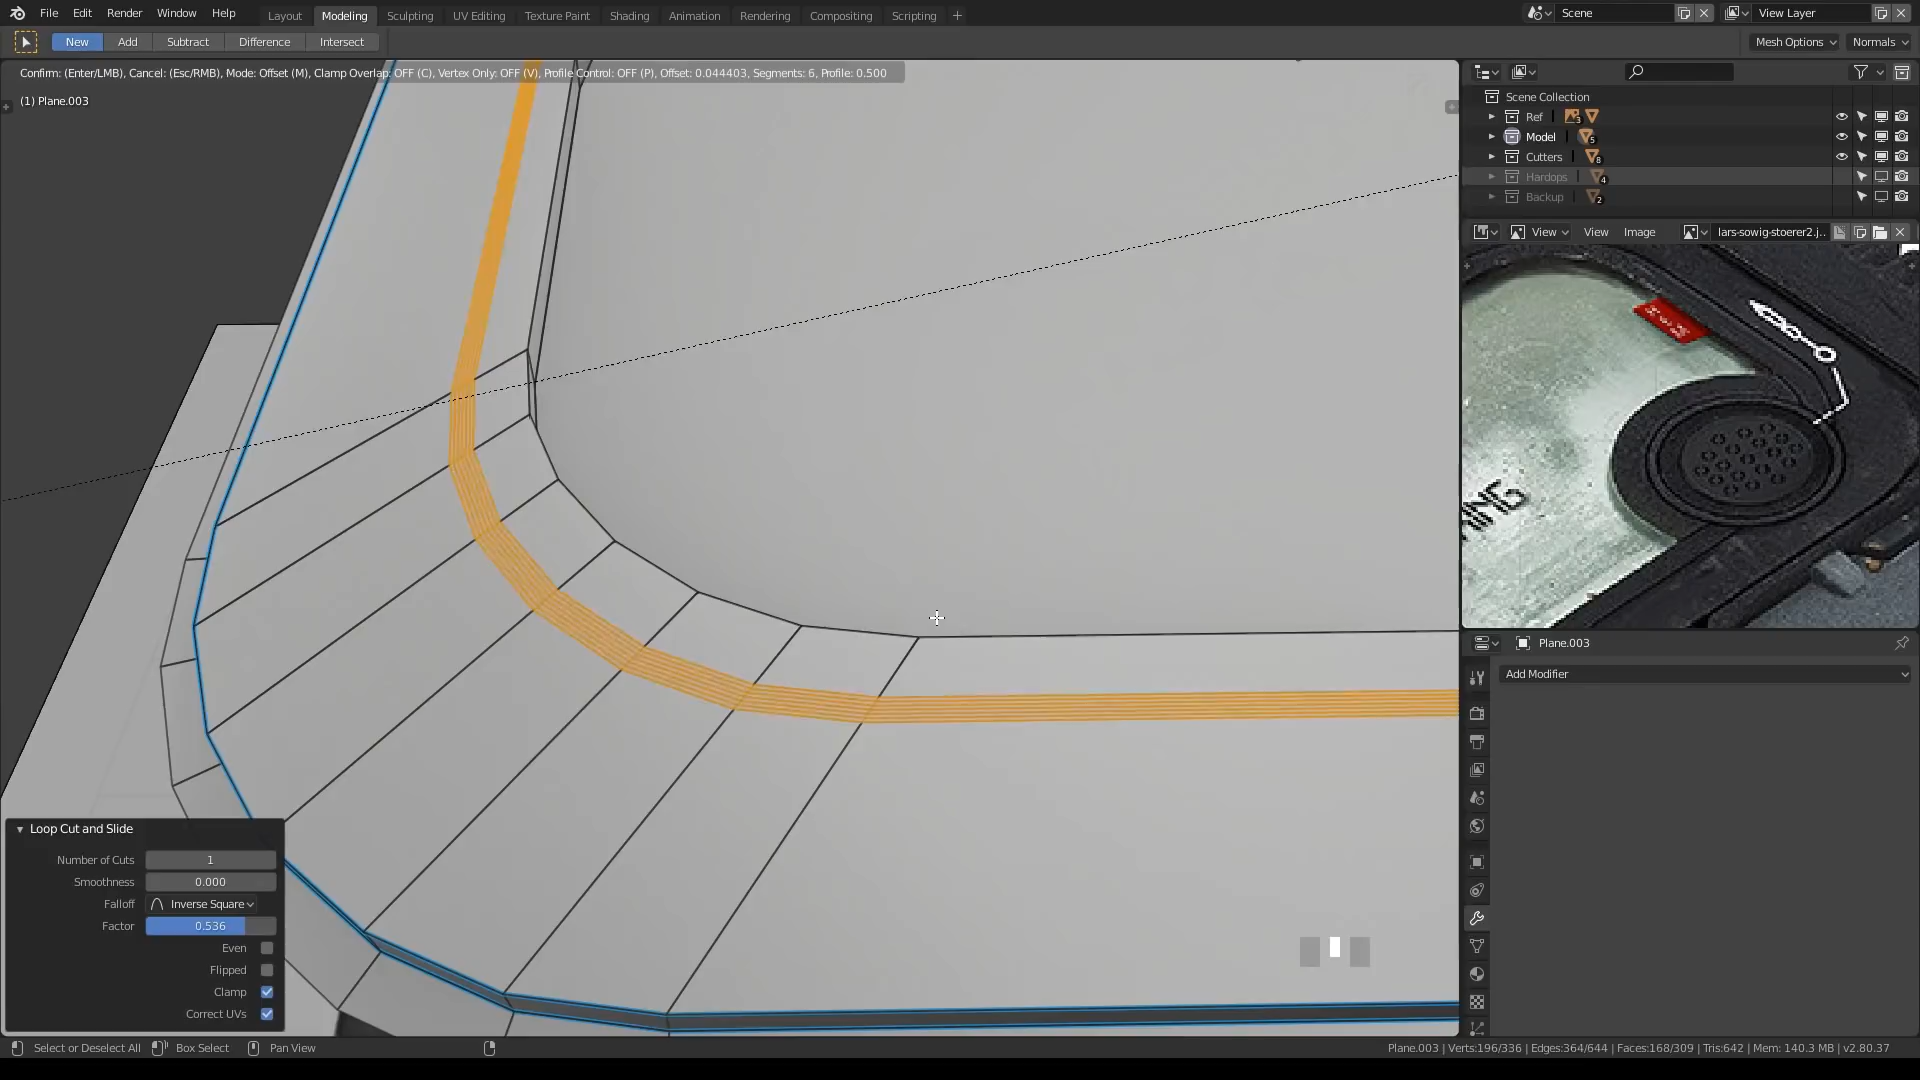 File Edit Render Window Help Layout Modeling Sculpting UV Editing Texture Paint Shading Animation Rendering Compositing Scripting + Scene View Layer
New Add Subtract Difference Intersect Mesh Options Normals
Confirm: (Enter/LMB), Cancel: (Esc/RMB), Mode: Offset (M), Clamp Overlap: OFF (C), Vertex Only: OFF (V), Profile Control: OFF (P), Offset: 0.044403, Segments: 6, Profile: 0.500
(1) Plane.003
Scene Collection
Ref 3
Model 5
Cutters 8
Hardops 4
Backup 2
View View Image lars-sowig-stoerer2.j..
Plane.003
Add Modifier
Loop Cut and Slide
Number of Cuts 1
Smoothness 0.000
Falloff Inverse Square
Factor 0.536
Even
Flipped
Clamp
Correct UVs
Select or Deselect All Box Select Pan View Plane.003 | Verts:196/336 | Edges:364/644 | Faces:168/309 | Tris:642 | Mem: 140.3 MB | v2.80.37